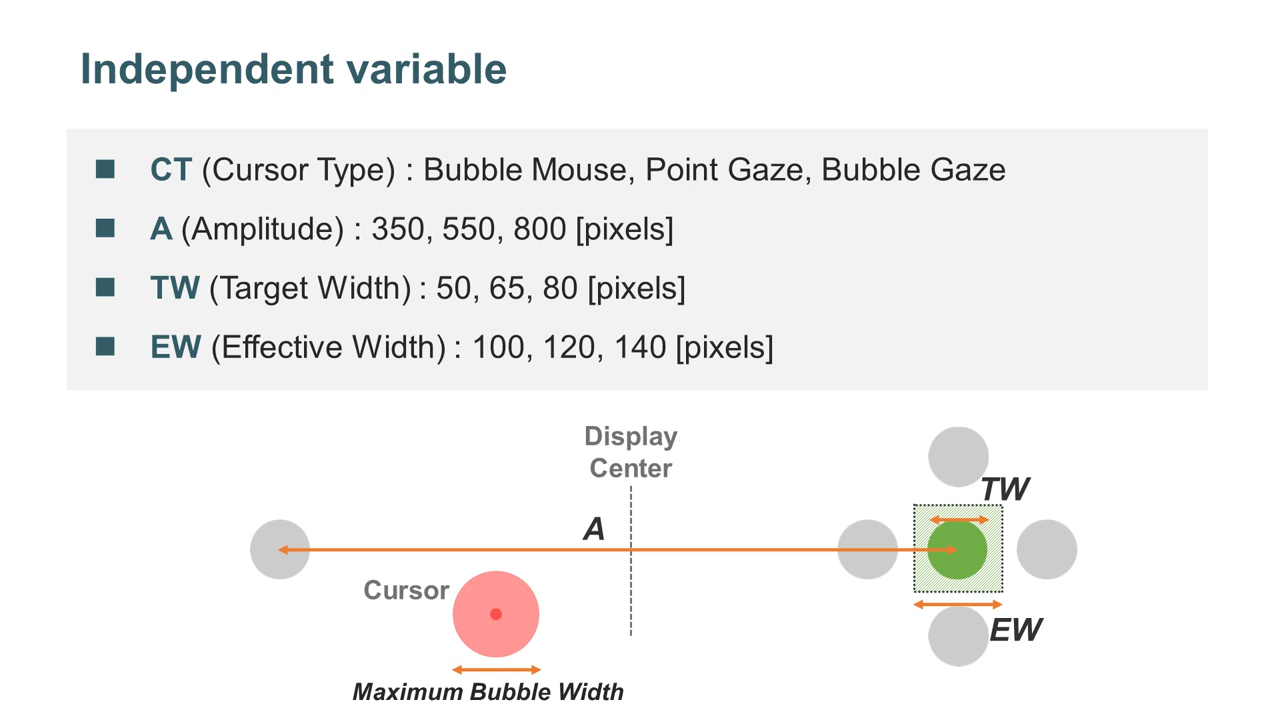 Independent variable
CT (Cursor Type) : Bubble Mouse, Point Gaze, Bubble Gaze
A (Amplitude) : 350, 550, 800 [pixels]
TW (Target Width) : 50, 65, 80 [pixels]
EW (Effective Width) : 100, 120, 140 [pixels]
Display
Center
TW
A
Cursor
EW
Maximum Bubble Width